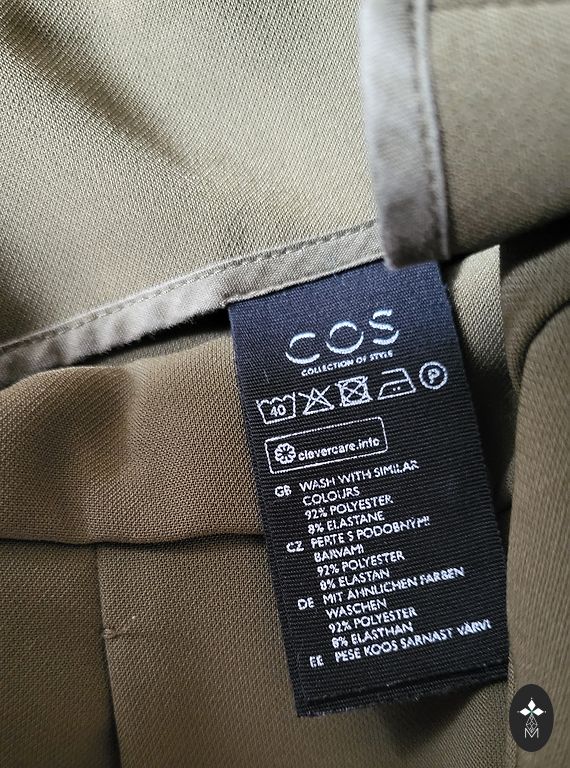 COS
COLLECTION OF STYLE
40 P
clevercare.info
GB WASH WITH SIMILAR
COLOURS
92% POLYESTER
8% ELASTANE
CZ PERTE S PODOBNÝMI
BARVAMI
92% POLYESTER
8% ELASTAN
DE MIT ÄHNLICHEN FARBEN
WASCHEN
92% POLYESTER
8% ELASTHAN
EE PESE KOOS SARNAST VÄRVI
M